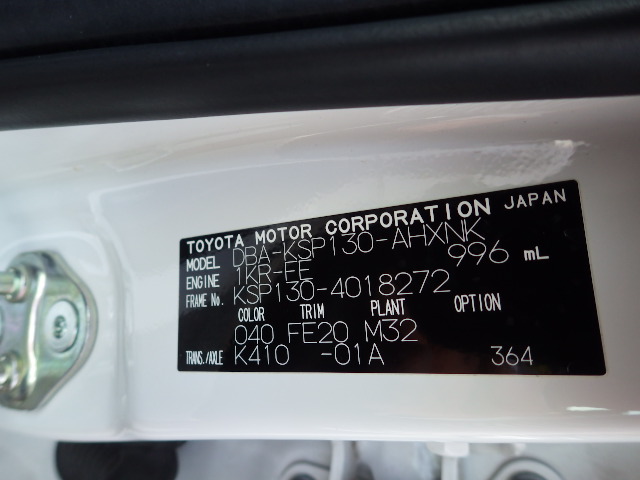 TOYOTA MOTOR CORPORATION JAPAN
MODEL DBA-KSP130-AHXNK
ENGINE 1KR-EE 996 mL
FRAME No. KSP130-4018272
COLOR TRIM PLANT OPTION
040 FE20 M32
TRANS./AXLE K410 -01A 364